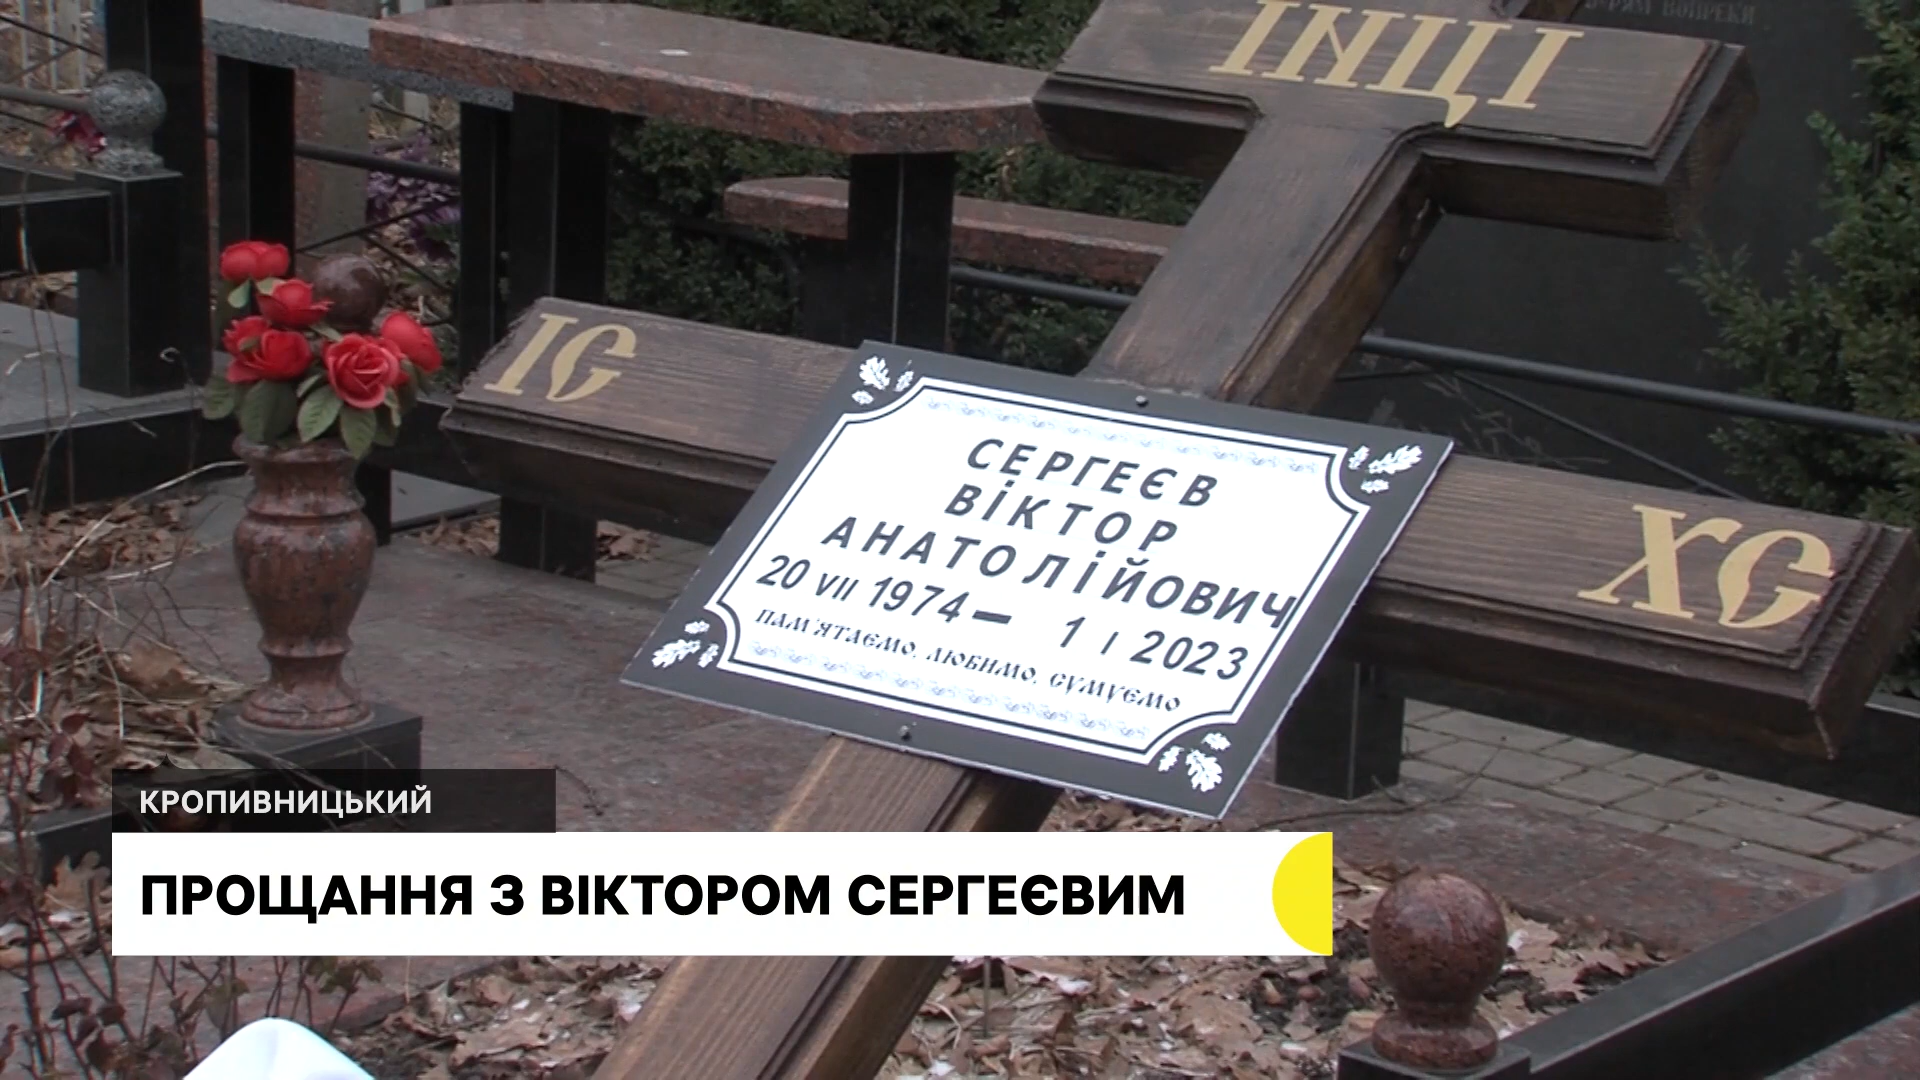 ІНЦІ
ІС
ХС
СЕРГЕЄВ
ВІКТОР
АНАТОЛІЙОВИЧ
20 VII 1974 – 1 I 2023
ПАМ'ЯТАЄМО, ЛЮБИМО, СУМУЄМО
КРОПИВНИЦЬКИЙ
ПРОЩАННЯ З ВІКТОРОМ СЕРГЕЄВИМ